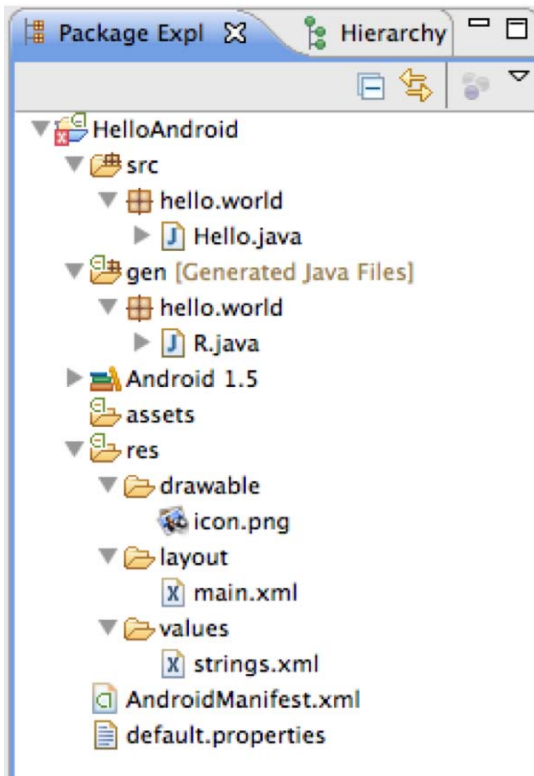 Package Expl Hierarchy
HelloAndroid
src
hello.world
Hello.java
gen [Generated Java Files]
hello.world
R.java
Android 1.5
assets
res
drawable
icon.png
layout
main.xml
values
strings.xml
AndroidManifest.xml
default.properties